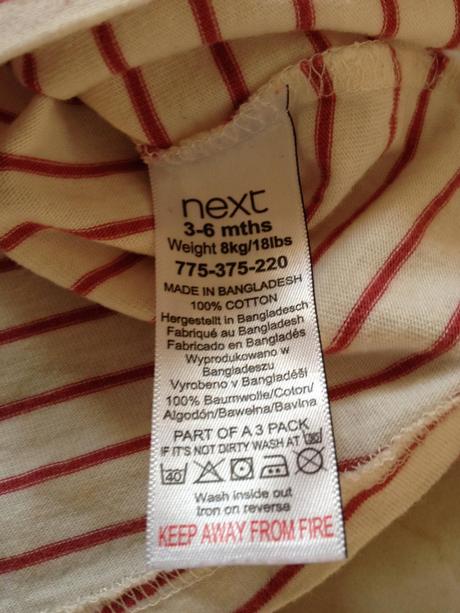 next
3-6 mths
Weight 8kg/18lbs
775-375-220
MADE IN BANGLADESH
100% COTTON
Hergestellt in Bangladesch
Fabriqué au Bangladesh
Fabricado en Bangladés
Wyprodukowano w
Bangladeszu
Vyrobeno v Bangladéši
100% Baumwolle/Coton/
Algodón/Bawełna/Bavlna
PART OF A 3 PACK
IF IT'S NOT DIRTY WASH AT 30
40
Wash inside out
Iron on reverse
KEEP AWAY FROM FIRE